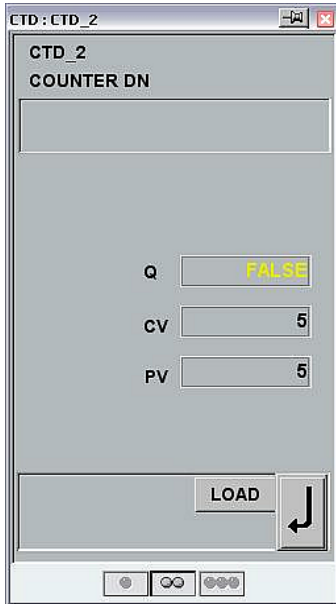 CTD : CTD_2
CTD_2
COUNTER DN
Q FALSE
CV 5
PV 5
LOAD